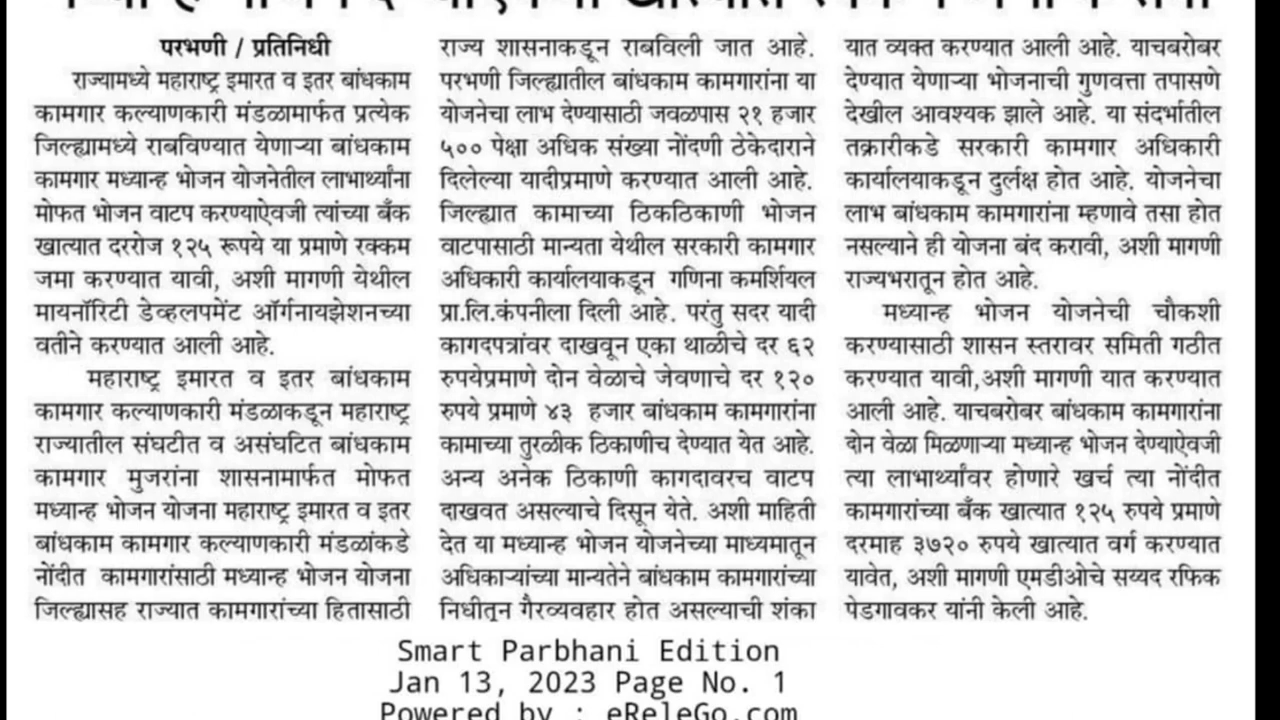 परभणी / प्रतिनिधी
राज्यामध्ये महाराष्ट्र इमारत व इतर बांधकाम
कामगार कल्याणकारी मंडळामार्फत प्रत्येक
जिल्ह्यामध्ये राबविण्यात येणाऱ्या बांधकाम
कामगार मध्यान्ह भोजन योजनेतील लाभार्थ्यांना
मोफत भोजन वाटप करण्याऐवजी त्यांच्या बँक
खात्यात दररोज १२५ रूपये या प्रमाणे रक्कम
जमा करण्यात यावी, अशी मागणी येथील
मायनॉरिटी डेव्हलपमेंट ऑर्गनायझेशनच्या
वतीने करण्यात आली आहे.
महाराष्ट्र इमारत व इतर बांधकाम
कामगार कल्याणकारी मंडळाकडून महाराष्ट्र
राज्यातील संघटीत व असंघटित बांधकाम
कामगार मुजरांना शासनामार्फत मोफत
मध्यान्ह भोजन योजना महाराष्ट्र इमारत व इतर
बांधकाम कामगार कल्याणकारी मंडळांकडे
नोंदीत कामगारांसाठी मध्यान्ह भोजन योजना
जिल्ह्यासह राज्यात कामगारांच्या हितासाठी
राज्य शासनाकडून राबविली जात आहे.
परभणी जिल्ह्यातील बांधकाम कामगारांना या
योजनेचा लाभ देण्यासाठी जवळपास २१ हजार
५०० पेक्षा अधिक संख्या नोंदणी ठेकेदाराने
दिलेल्या यादीप्रमाणे करण्यात आली आहे.
जिल्ह्यात कामाच्या ठिकठिकाणी भोजन
वाटपासाठी मान्यता येथील सरकारी कामगार
अधिकारी कार्यालयाकडून गणिना कमर्शियल
प्रा.लि.कंपनीला दिली आहे. परंतु सदर यादी
कागदपत्रांवर दाखवून एका थाळीचे दर ६२
रुपयेप्रमाणे दोन वेळाचे जेवणाचे दर १२०
रुपये प्रमाणे ४३ हजार बांधकाम कामगारांना
कामाच्या तुरळीक ठिकाणीच देण्यात येत आहे.
अन्य अनेक ठिकाणी कागदावरच वाटप
दाखवत असल्याचे दिसून येते. अशी माहिती
देत या मध्यान्ह भोजन योजनेच्या माध्यमातून
अधिकाऱ्यांच्या मान्यतेने बांधकाम कामगारांच्या
निधीतून गैरव्यवहार होत असल्याची शंका
यात व्यक्त करण्यात आली आहे. याचबरोबर
देण्यात येणाऱ्या भोजनाची गुणवत्ता तपासणे
देखील आवश्यक झाले आहे. या संदर्भातील
तक्रारीकडे सरकारी कामगार अधिकारी
कार्यालयाकडून दुर्लक्ष होत आहे. योजनेचा
लाभ बांधकाम कामगारांना म्हणावे तसा होत
नसल्याने ही योजना बंद करावी, अशी मागणी
राज्यभरातून होत आहे.
मध्यान्ह भोजन योजनेची चौकशी
करण्यासाठी शासन स्तरावर समिती गठीत
करण्यात यावी,अशी मागणी यात करण्यात
आली आहे. याचबरोबर बांधकाम कामगारांना
दोन वेळा मिळणाऱ्या मध्यान्ह भोजन देण्याऐवजी
त्या लाभार्थ्यांवर होणारे खर्च त्या नोंदीत
कामगारांच्या बँक खात्यात १२५ रुपये प्रमाणे
दरमाह ३७२० रुपये खात्यात वर्ग करण्यात
यावेत, अशी मागणी एमडीओचे सय्यद रफिक
पेडगावकर यांनी केली आहे.
Smart Parbhani Edition
Jan 13, 2023 Page No. 1
Powered by : eReleGo.com